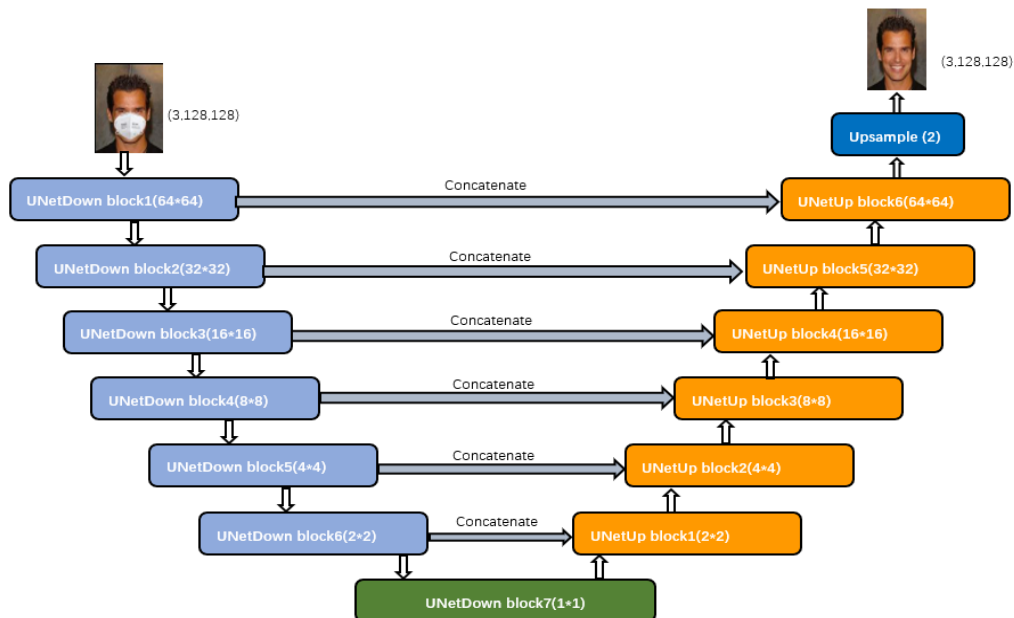 (3,128,128)
(3,128,128)
Upsample (2)
UNetDown block1(64*64)
Concatenate
UNetUp block6(64*64)
UNetDown block2(32*32)
Concatenate
UNetUp block5(32*32)
UNetDown block3(16*16)
Concatenate
UNetUp block4(16*16)
UNetDown block4(8*8)
Concatenate
UNetUp block3(8*8)
UNetDown block5(4*4)
Concatenate
UNetUp block2(4*4)
UNetDown block6(2*2)
Concatenate
UNetUp block1(2*2)
UNetDown block7(1*1)